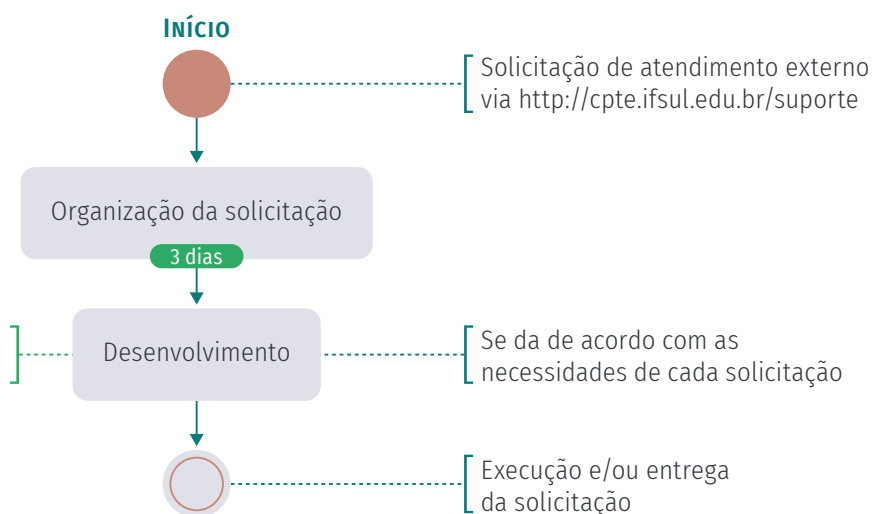 Início
Solicitação de atendimento externo
via http://cpte.ifsul.edu.br/suporte
Organização da solicitação
3 dias
Desenvolvimento
Se da de acordo com as
necessidades de cada solicitação
Execução e/ou entrega
da solicitação